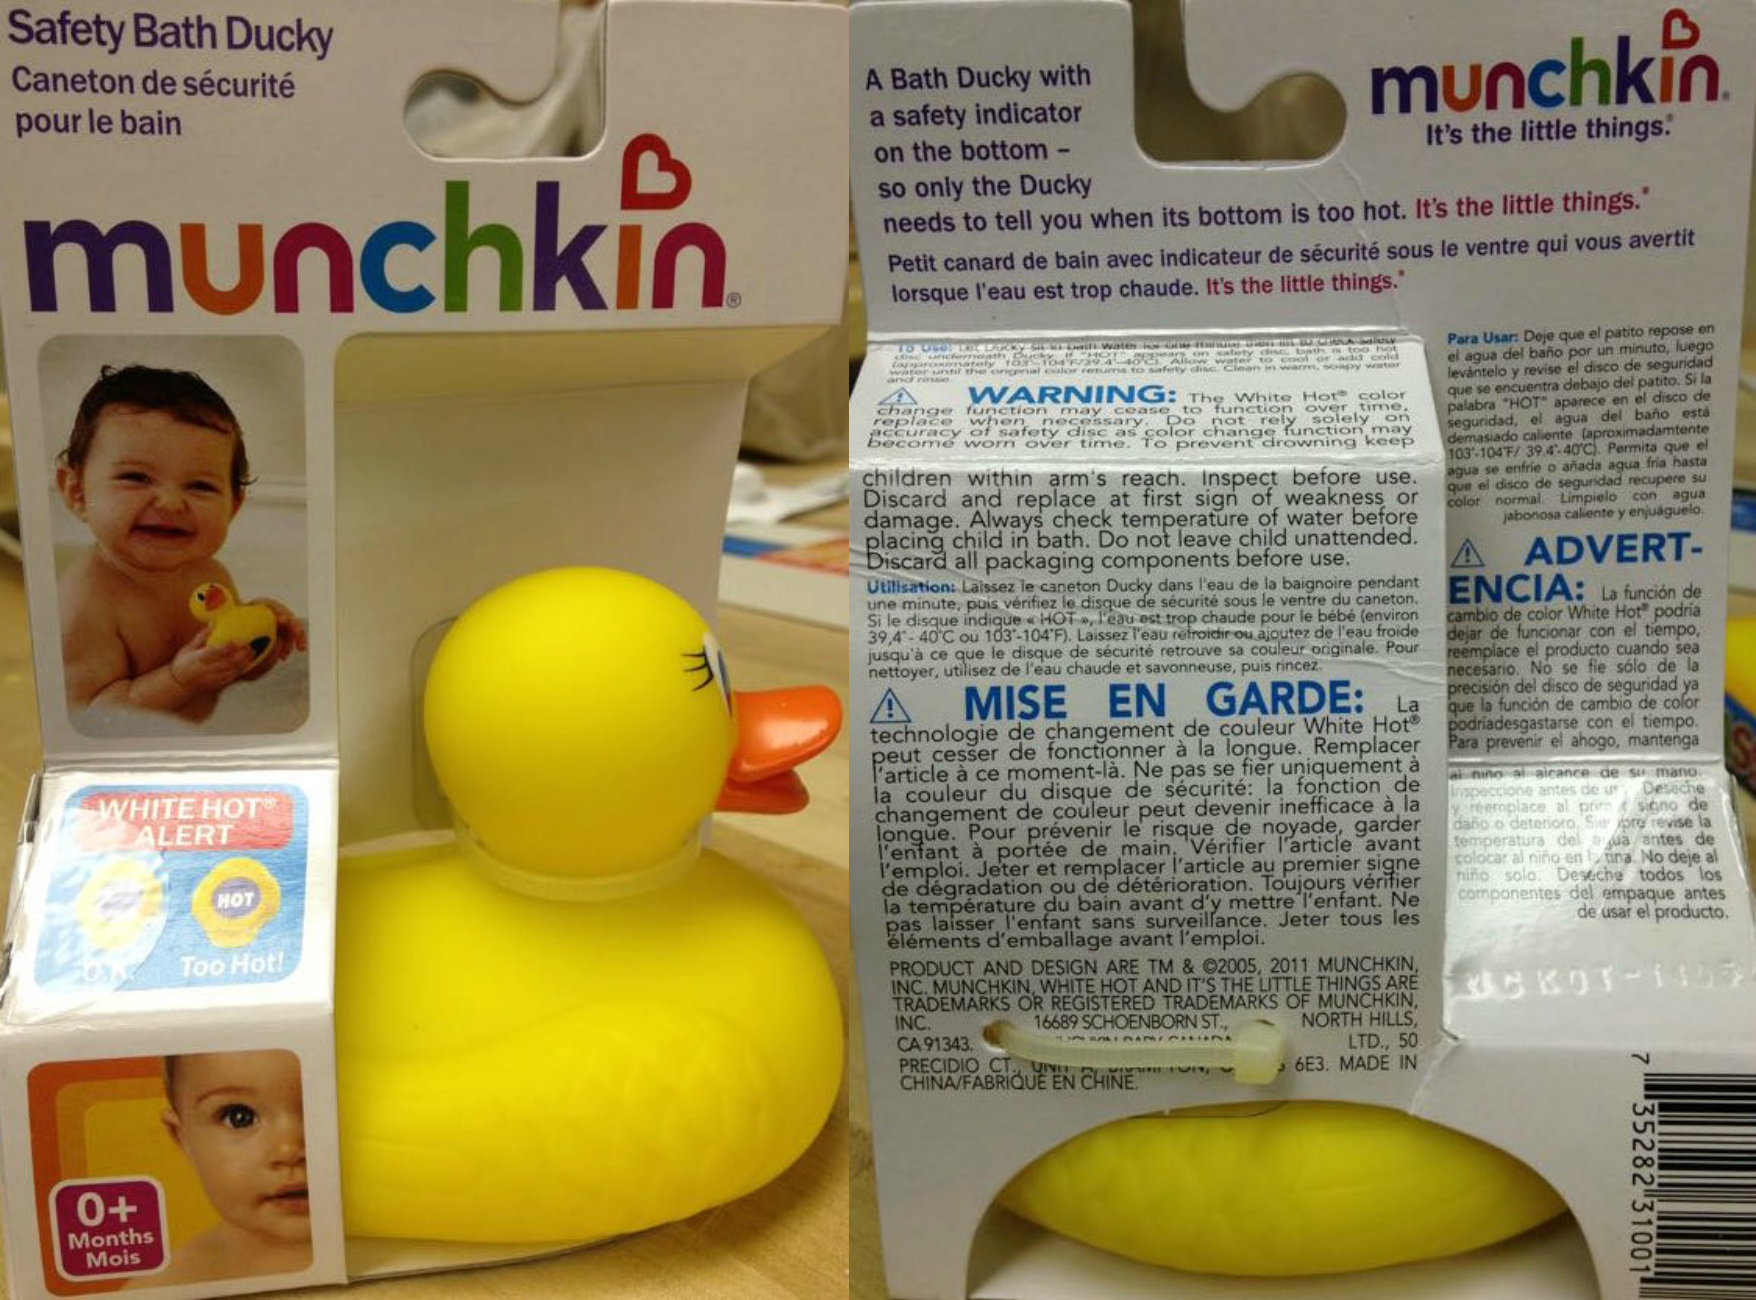 Safety Bath Ducky
Caneton de sécurité
pour le bain
munchkin®
WHITE HOT®
ALERT
HOT
O.K.
Too Hot!
0+
Months
Mois
A Bath Ducky with
a safety indicator
on the bottom –
so only the Ducky
needs to tell you when its bottom is too hot. It's the little things.®
Petit canard de bain avec indicateur de sécurité sous le ventre qui vous avertit
lorsque l'eau est trop chaude. It's the little things.®
munchkin®
It's the little things.®
To Use: Let Ducky sit in bath water for one minute then lift to check safety
disc underneath Ducky. If "HOT" appears on safety disc, bath is too hot
(approximately 103°-104°F/39.4°-40°C). Allow water to cool or add cold
water until the original color returns to safety disc. Clean in warm, soapy water
and rinse.
WARNING: The White Hot® color
change function may cease to function over time,
replace when necessary. Do not rely solely on
accuracy of safety disc as color change function may
become worn over time. To prevent drowning keep
children within arm's reach. Inspect before use.
Discard and replace at first sign of weakness or
damage. Always check temperature of water before
placing child in bath. Do not leave child unattended.
Discard all packaging components before use.
Utilisation: Laissez le caneton Ducky dans l'eau de la baignoire pendant
une minute, puis vérifiez le disque de sécurité sous le ventre du caneton.
Si le disque indique « HOT », l'eau est trop chaude pour le bébé (environ
39,4°- 40°C ou 103°-104°F). Laissez l'eau refroidir ou ajoutez de l'eau froide
jusqu'à ce que le disque de sécurité retrouve sa couleur originale. Pour
nettoyer, utilisez de l'eau chaude et savonneuse, puis rincez.
MISE EN GARDE: La
technologie de changement de couleur White Hot®
peut cesser de fonctionner à la longue. Remplacer
l'article à ce moment-là. Ne pas se fier uniquement à
la couleur du disque de sécurité: la fonction de
changement de couleur peut devenir inefficace à la
longue. Pour prévenir le risque de noyade, garder
l'enfant à portée de main. Vérifier l'article avant
l'emploi. Jeter et remplacer l'article au premier signe
de dégradation ou de détérioration. Toujours vérifier
la température du bain avant d'y mettre l'enfant. Ne
pas laisser l'enfant sans surveillance. Jeter tous les
éléments d'emballage avant l'emploi.
PRODUCT AND DESIGN ARE TM & ©2005, 2011 MUNCHKIN,
INC. MUNCHKIN, WHITE HOT AND IT'S THE LITTLE THINGS ARE
TRADEMARKS OR REGISTERED TRADEMARKS OF MUNCHKIN,
INC. 16689 SCHOENBORN ST., NORTH HILLS,
CA 91343. LTD., 50
PRECIDIO CT., UNIT 6E3. MADE IN
CHINA/FABRIQUÉ EN CHINE.
Para Usar: Deje que el patito repose en
el agua del baño por un minuto, luego
levántelo y revise el disco de seguridad
que se encuentra debajo del patito. Si la
palabra "HOT" aparece en el disco de
seguridad, el agua del baño está
demasiado caliente (aproximadamtente
103°-104°F/ 39.4°-40°C). Permita que el
agua se enfríe o añada agua fría hasta
que el disco de seguridad recupere su
color normal. Límpielo con agua
jabonosa caliente y enjuáguelo.
ADVERT-
ENCIA: La función de
cambio de color White Hot® podría
dejar de funcionar con el tiempo,
reemplace el producto cuando sea
necesario. No se fíe sólo de la
precisión del disco de seguridad ya
que la función de cambio de color
podríadesgastarse con el tiempo.
Para prevenir el ahogo, mantenga
al niño al alcance de su mano.
Inspeccione antes de Deseche
y reemplace al signo de
daño o deterioro. revise la
temperatura del agua antes de
colocar al niño en tina. No deje al
niño solo. Deseche todos los
componentes del empaque antes
de usar el producto.
7 35282 31001